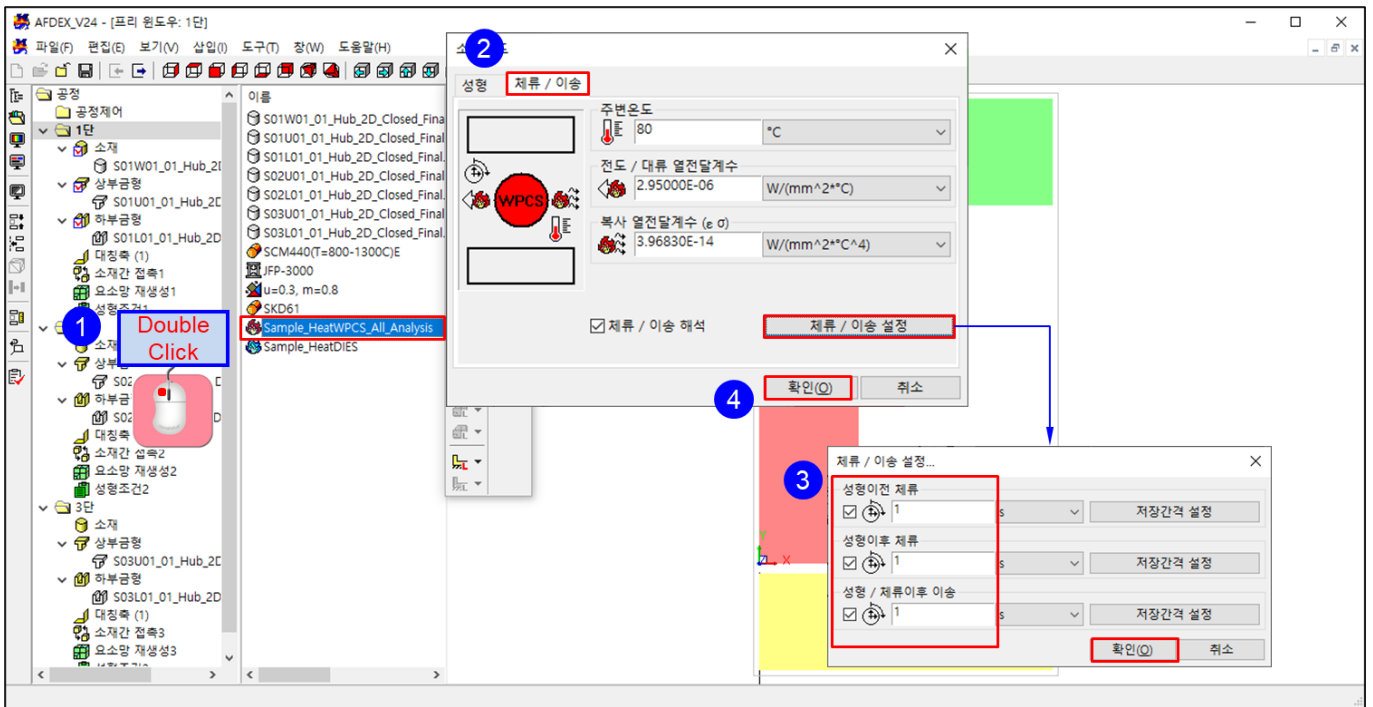 AFDEX_V24 - [프리 윈도우: 1단]
파일(F) 편집(E) 보기(V) 삽입(I) 도구(T) 창(W) 도움말(H)
공정
공정제어
1단
소재
S01W01_01_Hub_2D
상부금형
S01U01_01_Hub_2D
하부금형
S01L01_01_Hub_2D
대칭축 (1)
소재간 접촉1
요소망 재생성1
성형조건1
소재
상부금
S02
하부금
S02
대칭축
소재간 접촉2
요소망 재생성2
성형조건2
3단
소재
상부금형
S03U01_01_Hub_2D
하부금형
S03L01_01_Hub_2D
대칭축 (1)
소재간 접촉3
요소망 재생성3
이름
S01W01_01_Hub_2D_Closed_Fina
S01U01_01_Hub_2D_Closed_Final
S01L01_01_Hub_2D_Closed_Final.
S02U01_01_Hub_2D_Closed_Final
S02L01_01_Hub_2D_Closed_Final.
S03U01_01_Hub_2D_Closed_Final
S03L01_01_Hub_2D_Closed_Final.
SCM440(T=800-1300C)E
JFP-3000
u=0.3, m=0.8
SKD61
Sample_HeatWPCS_All_Analysis
Sample_HeatDIES
1
Double
Click
2
성형 체류 / 이송
WPCS
주변온도
80 °C
전도 / 대류 열전달계수
2.95000E-06 W/(mm^2*°C)
복사 열전달계수 (ε σ)
3.96830E-14 W/(mm^2*°C^4)
체류 / 이송 해석 체류 / 이송 설정
4 확인(O) 취소
3
체류 / 이송 설정...
성형이전 체류
1 s 저장간격 설정
성형이후 체류
1 s 저장간격 설정
성형 / 체류이후 이송
1 s 저장간격 설정
확인(O) 취소
Y
Z X